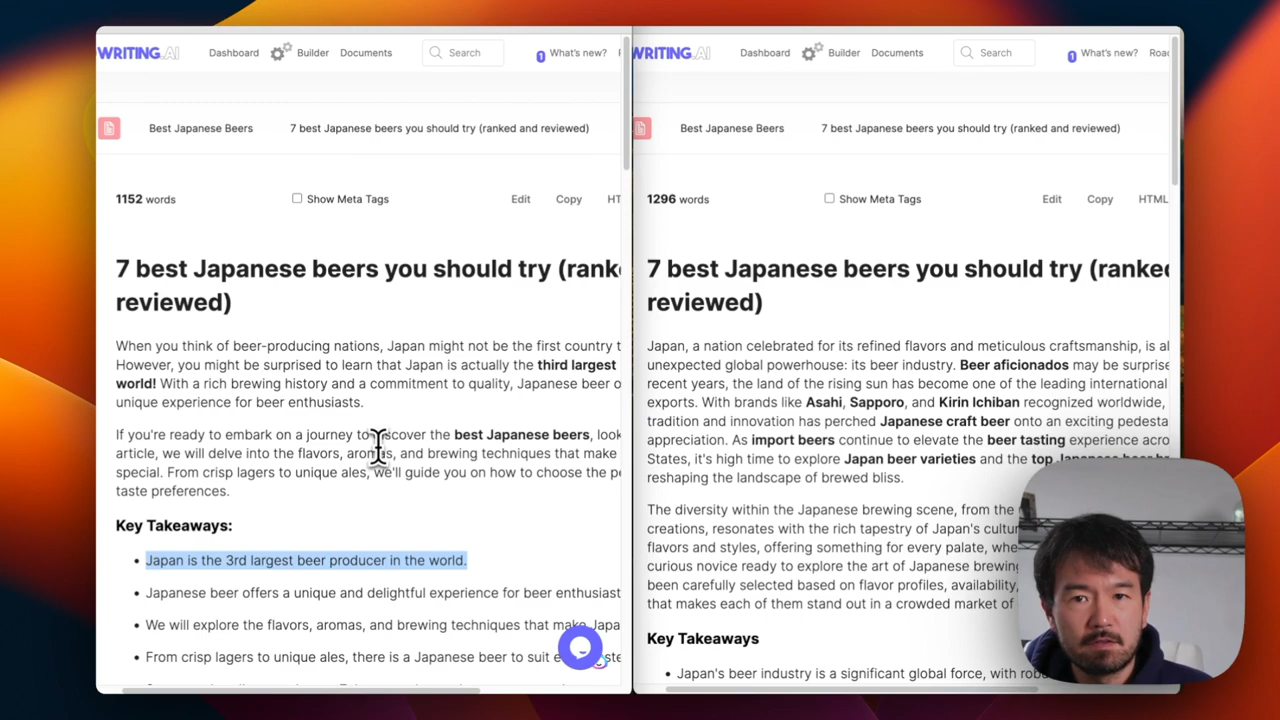 WRITING.AI Dashboard Builder Documents Search 1 What's new?
Best Japanese Beers 7 best Japanese beers you should try (ranked and reviewed)
1152 words Show Meta Tags Edit Copy HT
7 best Japanese beers you should try (ranke
reviewed)
When you think of beer-producing nations, Japan might not be the first country t
However, you might be surprised to learn that Japan is actually the third largest
world! With a rich brewing history and a commitment to quality, Japanese beer o
unique experience for beer enthusiasts.
If you're ready to embark on a journey to discover the best Japanese beers, look
article, we will delve into the flavors, aromas, and brewing techniques that make
special. From crisp lagers to unique ales, we'll guide you on how to choose the pe
taste preferences.
Key Takeaways:
• Japan is the 3rd largest beer producer in the world.
• Japanese beer offers a unique and delightful experience for beer enthusiast
• We will explore the flavors, aromas, and brewing techniques that make Japa
• From crisp lagers to unique ales, there is a Japanese beer to suit
WRITING.AI Dashboard Builder Documents Search 1 What's new? Roa
Best Japanese Beers 7 best Japanese beers you should try (ranked and reviewed)
1296 words Show Meta Tags Edit Copy HTML
7 best Japanese beers you should try (ranked
reviewed)
Japan, a nation celebrated for its refined flavors and meticulous craftsmanship, is al
unexpected global powerhouse: its beer industry. Beer aficionados may be surprise
recent years, the land of the rising sun has become one of the leading international
exports. With brands like Asahi, Sapporo, and Kirin Ichiban recognized worldwide,
tradition and innovation has perched Japanese craft beer onto an exciting pedesta
appreciation. As import beers continue to elevate the beer tasting experience acro
States, it's high time to explore Japan beer varieties and the top Japanese
reshaping the landscape of brewed bliss.
The diversity within the Japanese brewing scene, from the
creations, resonates with the rich tapestry of Japan's cultur
flavors and styles, offering something for every palate, whe
curious novice ready to explore the art of Japanese brewing
been carefully selected based on flavor profiles, availability,
that makes each of them stand out in a crowded market of
Key Takeaways
• Japan's beer industry is a significant global force, with